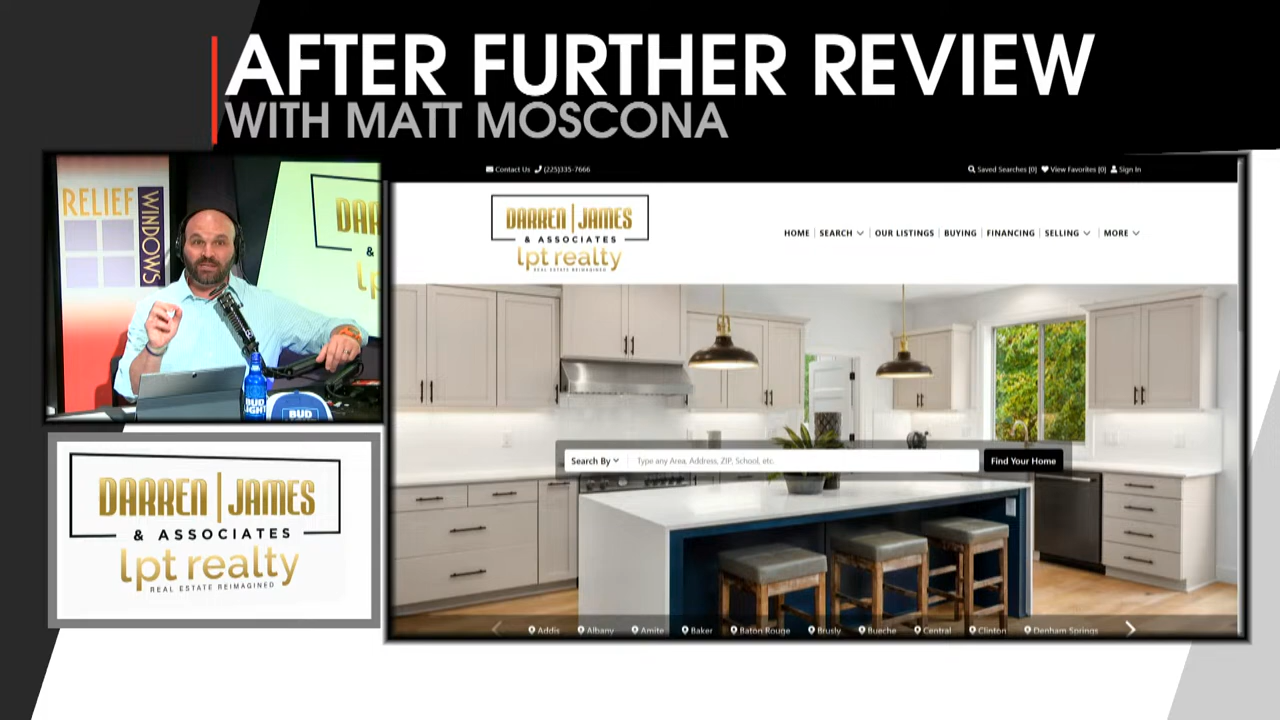 AFTER FURTHER REVIEW
WITH MATT MOSCONA
RELIEF
WINDOWS
DAR
&
lp
BUD
LIGHT
BUD
Contact Us (225)335-7666
Saved Searches [0] View Favorites [0] Sign In
DARREN|JAMES
& ASSOCIATES
lpt realty
REAL ESTATE REIMAGINED
HOME SEARCH OUR LISTINGS BUYING FINANCING SELLING MORE
Search By Type any Area, Address, ZIP, School, etc. Find Your Home
Addis Albany Amite Baker Baton Rouge Brusly Bueche Central Clinton Denham Springs
DARREN|JAMES
& ASSOCIATES
lpt realty
REAL ESTATE REIMAGINED